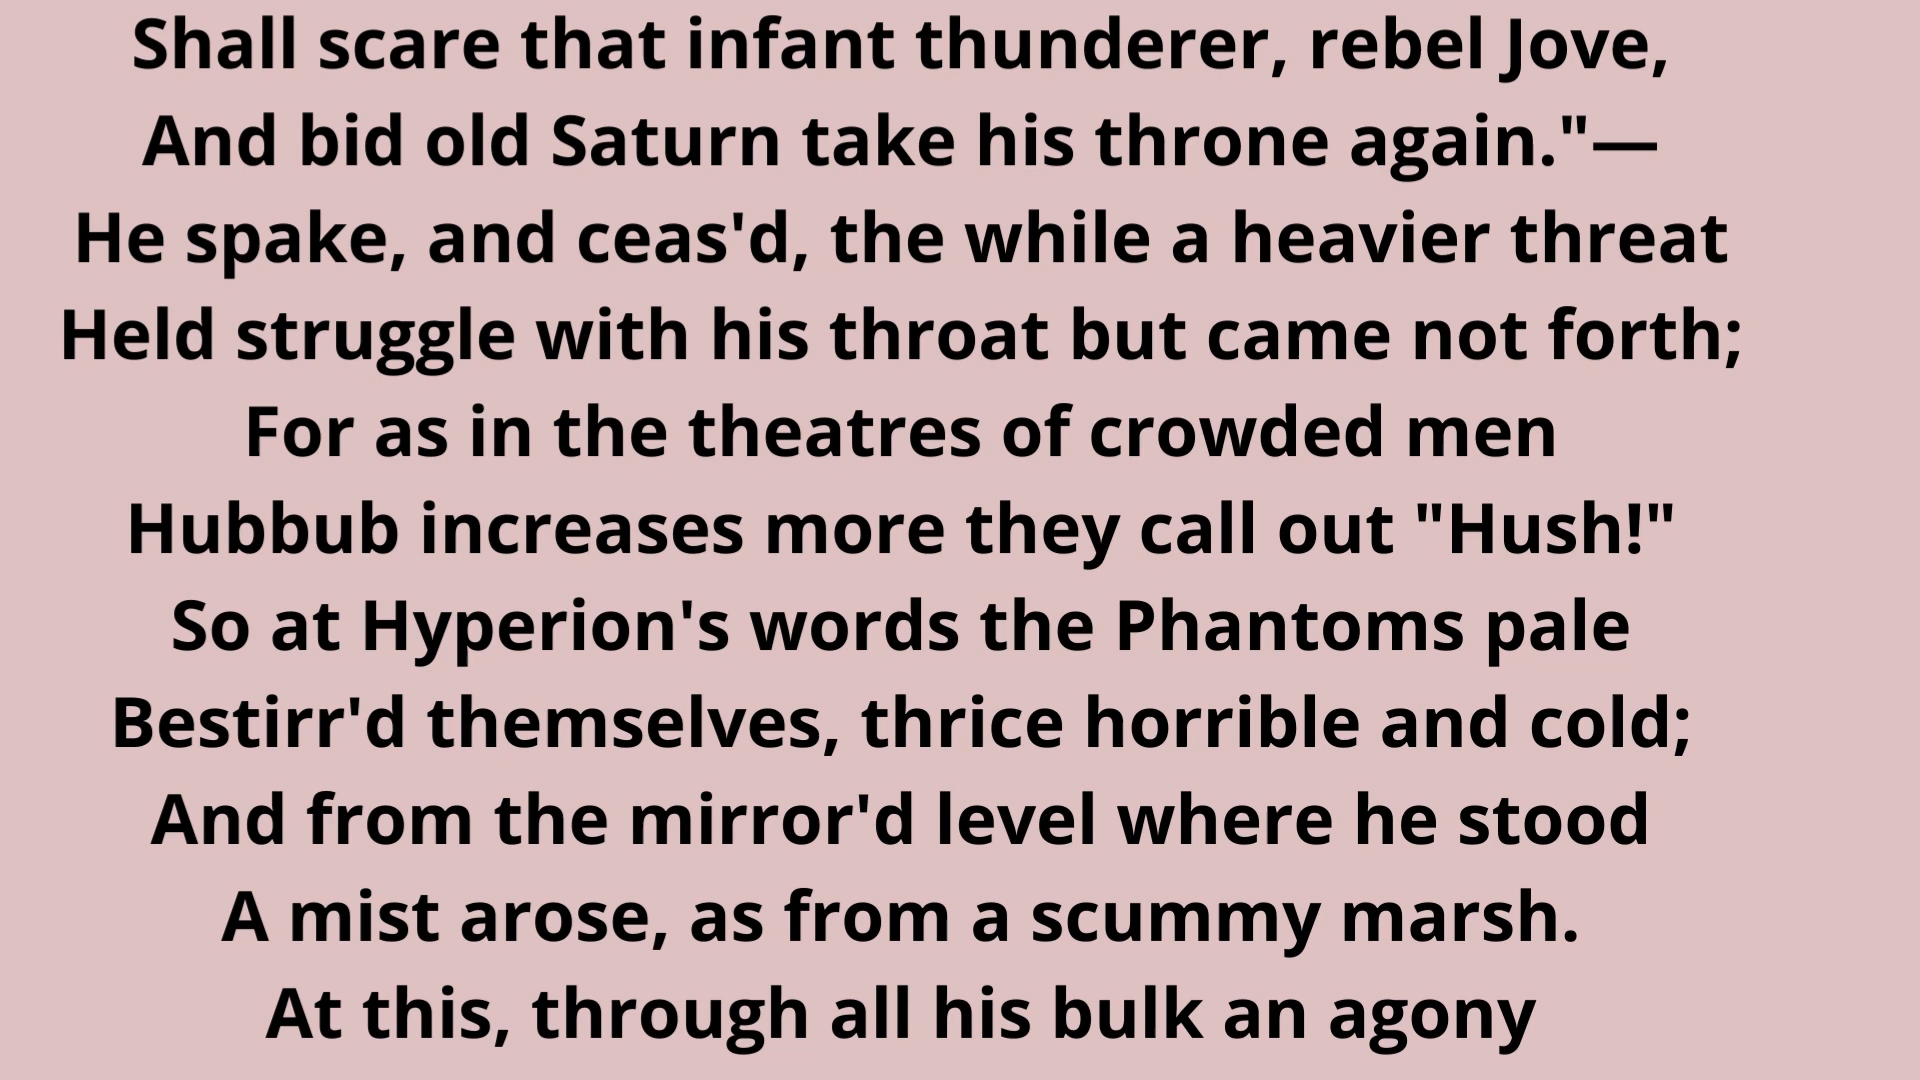 Shall scare that infant thunderer, rebel Jove,
And bid old Saturn take his throne again."—
He spake, and ceas'd, the while a heavier threat
Held struggle with his throat but came not forth;
For as in the theatres of crowded men
Hubbub increases more they call out "Hush!"
So at Hyperion's words the Phantoms pale
Bestirr'd themselves, thrice horrible and cold;
And from the mirror'd level where he stood
A mist arose, as from a scummy marsh.
At this, through all his bulk an agony